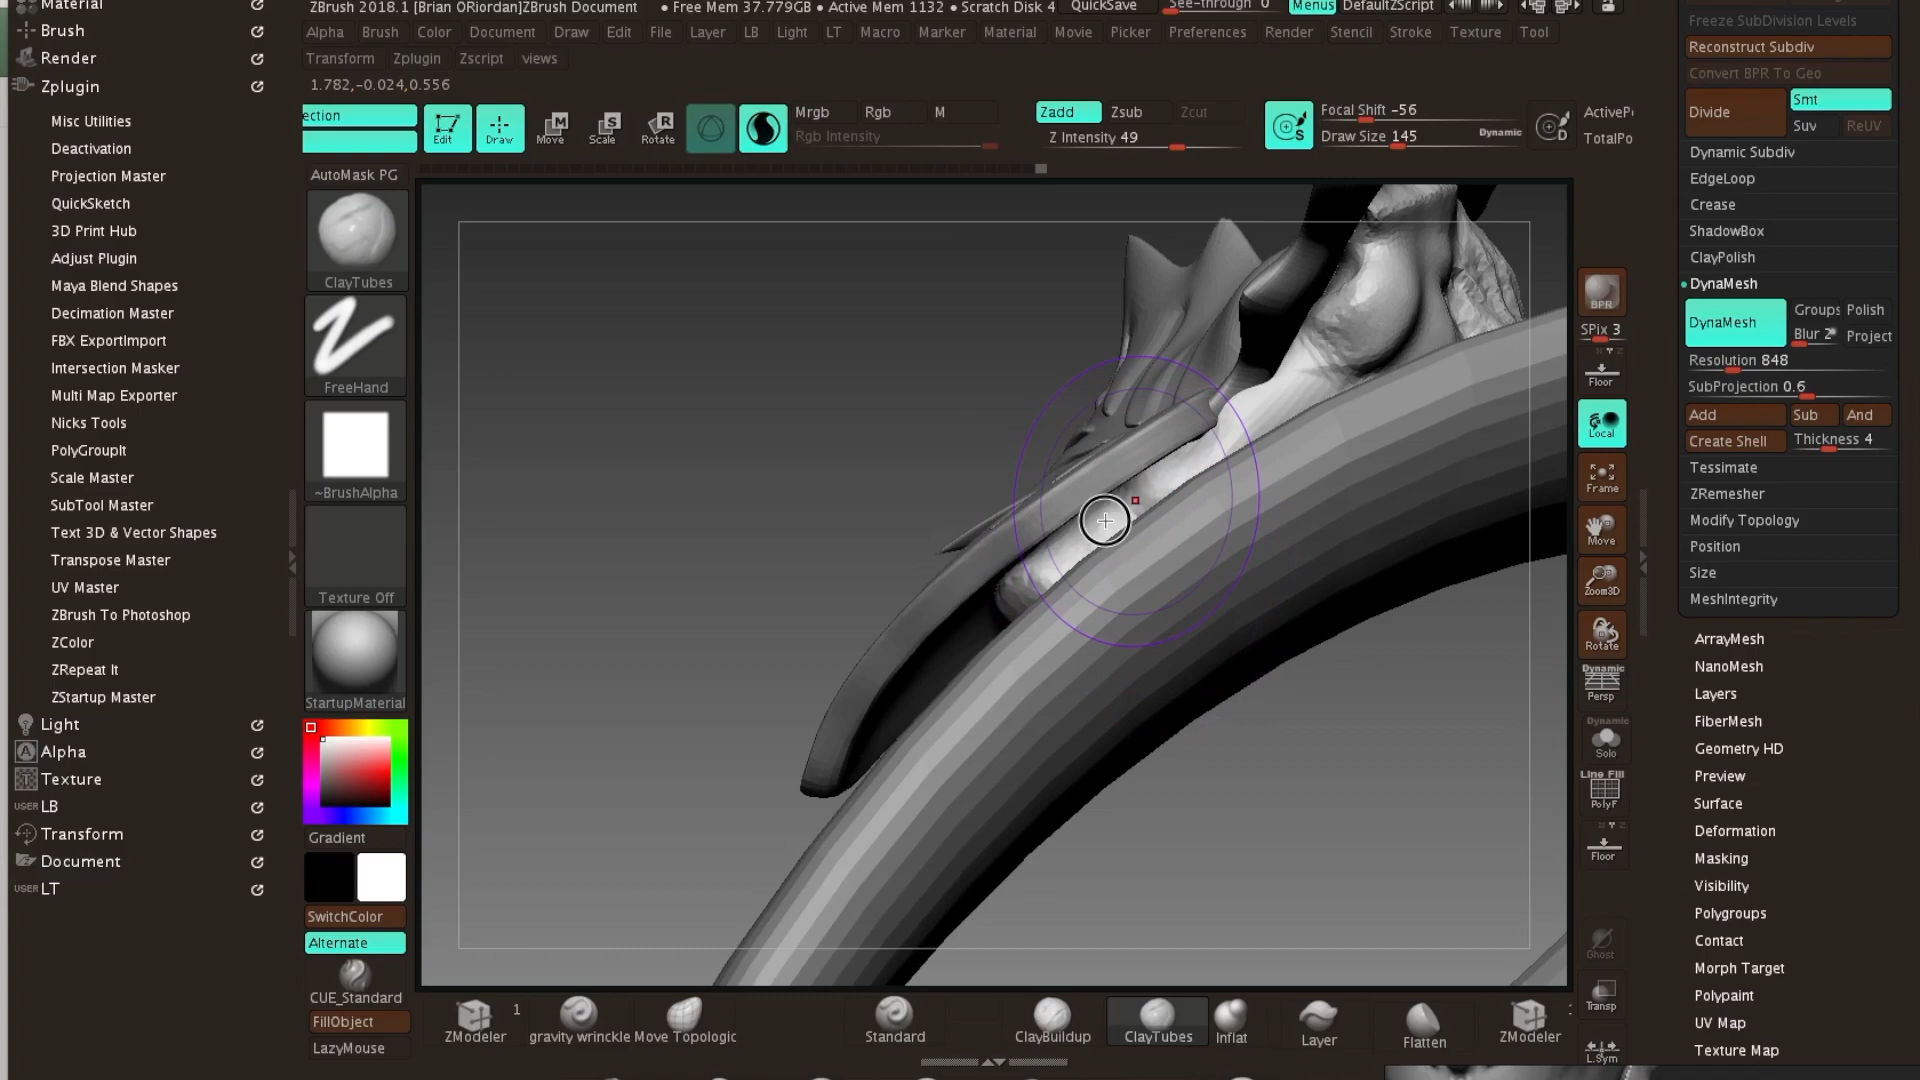 Material
Brush
Render
Zplugin
Misc Utilities
Deactivation
Projection Master
QuickSketch
3D Print Hub
Adjust Plugin
Maya Blend Shapes
Decimation Master
FBX ExportImport
Intersection Masker
Multi Map Exporter
Nicks Tools
PolyGroupIt
Scale Master
SubTool Master
Text 3D & Vector Shapes
Transpose Master
UV Master
ZBrush To Photoshop
ZColor
ZRepeat It
ZStartup Master
Light
Alpha
Texture
USER LB
Transform
Document
USER LT
ZBrush 2018.1 [Brian ORiordan]ZBrush Document • Free Mem 37.779GB • Active Mem 1132 • Scratch Disk 4 QuickSave See-through 0 Menus DefaultZScript
Alpha Brush Color Document Draw Edit File Layer LB Light LT Macro Marker Material Movie Picker Preferences Render Stencil Stroke Texture Tool
Transform Zplugin Zscript views
1.782,-0.024,0.556
ection
Edit Draw Move Scale Rotate
M S R
Mrgb Rgb M
Rgb Intensity
Zadd Zsub Zcut
Z Intensity 49
S
Focal Shift -56
Draw Size 145 Dynamic
D
ActivePo
TotalPo
AutoMask PG
ClayTubes
FreeHand
~BrushAlpha
Texture Off
StartupMaterial
Gradient
SwitchColor
Alternate
CUE_Standard
FillObject
LazyMouse
BPR
SPix 3
Floor
Local
Frame
Move
Zoom3D
Rotate
Dynamic
Persp
Dynamic
Solo
Line Fill
PolyF
Floor
Ghost
Transp
L.Sym
ZModeler 1 gravity wrinckle Move Topologic Standard ClayBuildup ClayTubes Inflat Layer Flatten ZModeler
Freeze SubDivision Levels
Reconstruct Subdiv
Convert BPR To Geo
Divide Smt
Suv ReUV
Dynamic Subdiv
EdgeLoop
Crease
ShadowBox
ClayPolish
DynaMesh
DynaMesh Groups Polish
Blur 2 Project
Resolution 848
SubProjection 0.6
Add Sub And
Create Shell Thickness 4
Tessimate
ZRemesher
Modify Topology
Position
Size
MeshIntegrity
ArrayMesh
NanoMesh
Layers
FiberMesh
Geometry HD
Preview
Surface
Deformation
Masking
Visibility
Polygroups
Contact
Morph Target
Polypaint
UV Map
Texture Map